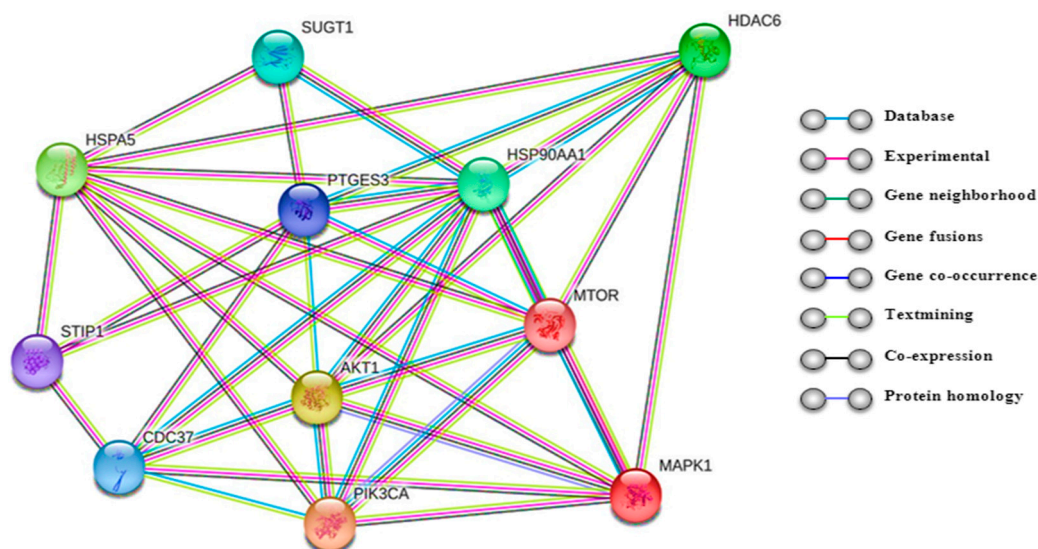 SUGT1
HDAC6
HSPA5
HSP90AA1
PTGES3
MTOR
STIP1
AKT1
CDC37
MAPK1
PIK3CA
Database
Experimental
Gene neighborhood
Gene fusions
Gene co-occurrence
Textmining
Co-expression
Protein homology